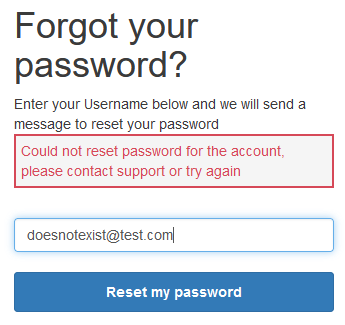 Forgot your
password?
Enter your Username below and we will send a
message to reset your password
Could not reset password for the account,
please contact support or try again
doesnotexist@test.com
Reset my password